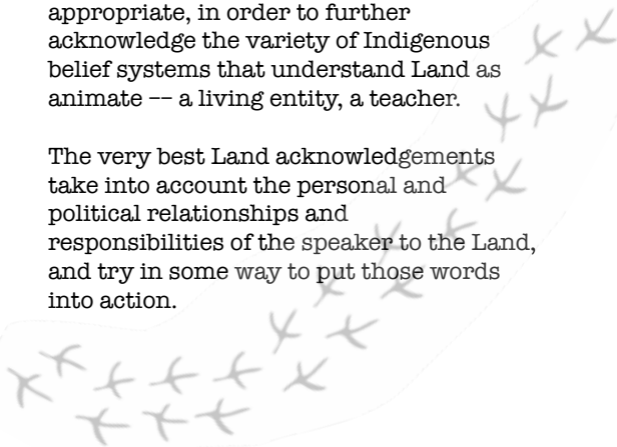 appropriate, in order to further
acknowledge the variety of Indigenous
belief systems that understand Land as
animate -- a living entity, a teacher.
The very best Land acknowledgements
take into account the personal and
political relationships and
responsibilities of the speaker to the Land,
and try in some way to put those words
into action.